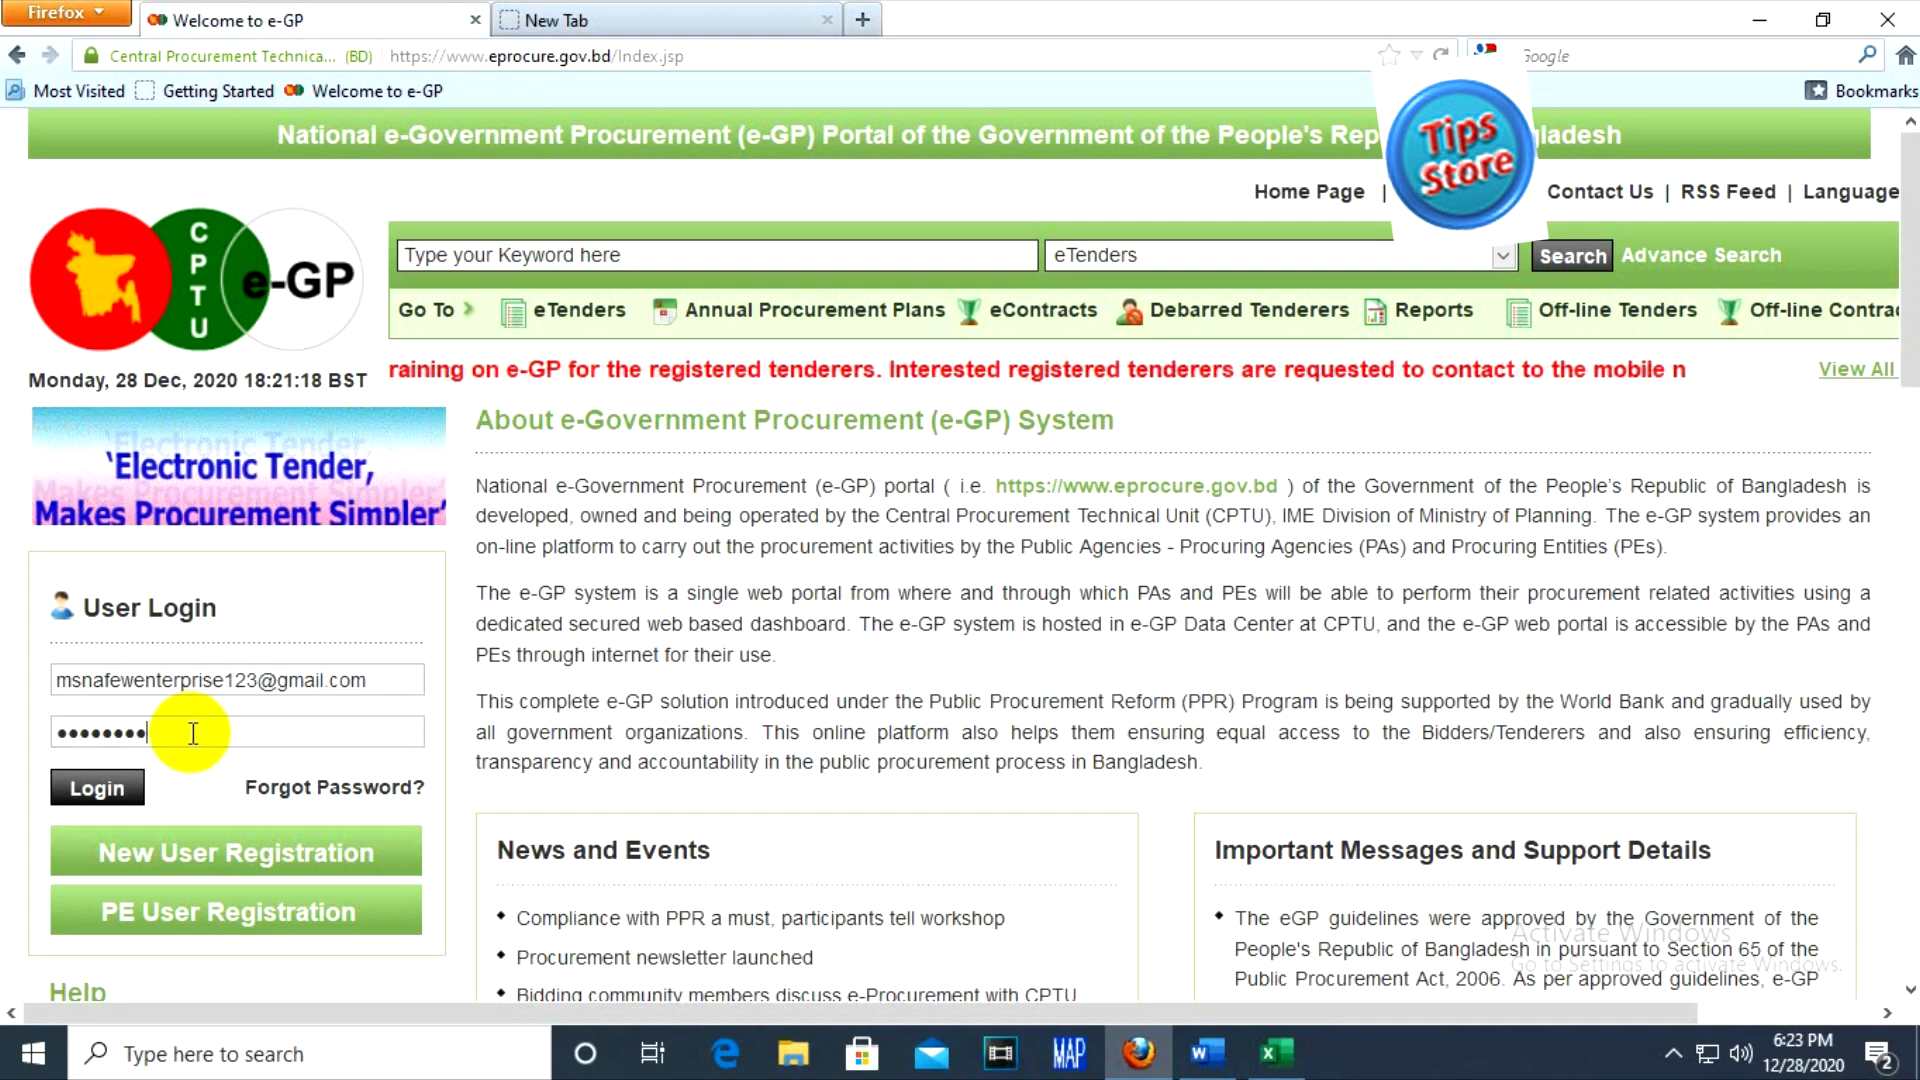 Firefox
Welcome to e-GP
New Tab
Central Procurement Technica... (BD)
https://www.eprocure.gov.bd/Index.jsp
Google
Most Visited
Getting Started
Welcome to e-GP
Bookmarks
National e-Government Procurement (e-GP) Portal of the Government of the People's Rep ladesh
Tips
Store
Home Page | Contact Us | RSS Feed | Language
CPTU
e-GP
Type your Keyword here
eTenders
Search
Advance Search
Go To
eTenders
Annual Procurement Plans
eContracts
Debarred Tenderers
Reports
Off-line Tenders
Off-line Contrac
Monday, 28 Dec, 2020 18:21:18 BST
raining on e-GP for the registered tenderers. Interested registered tenderers are requested to contact to the mobile n
View All
'Electronic Tender,
Makes Procurement Simpler'
About e-Government Procurement (e-GP) System
National e-Government Procurement (e-GP) portal ( i.e. https://www.eprocure.gov.bd ) of the Government of the People's Republic of Bangladesh is
developed, owned and being operated by the Central Procurement Technical Unit (CPTU), IME Division of Ministry of Planning. The e-GP system provides an
on-line platform to carry out the procurement activities by the Public Agencies - Procuring Agencies (PAs) and Procuring Entities (PEs).
The e-GP system is a single web portal from where and through which PAs and PEs will be able to perform their procurement related activities using a
dedicated secured web based dashboard. The e-GP system is hosted in e-GP Data Center at CPTU, and the e-GP web portal is accessible by the PAs and
PEs through internet for their use.
This complete e-GP solution introduced under the Public Procurement Reform (PPR) Program is being supported by the World Bank and gradually used by
all government organizations. This online platform also helps them ensuring equal access to the Bidders/Tenderers and also ensuring efficiency,
transparency and accountability in the public procurement process in Bangladesh.
User Login
msnafewenterprise123@gmail.com
••••••••
Login
Forgot Password?
New User Registration
PE User Registration
Help
News and Events
Compliance with PPR a must, participants tell workshop
Procurement newsletter launched
Bidding community members discuss e-Procurement with CPTU
Important Messages and Support Details
The eGP guidelines were approved by the Government of the
People's Republic of Bangladesh in pursuant to Section 65 of the
Public Procurement Act, 2006. As per approved guidelines, e-GP
Activate Windows
Go to Settings to activate Windows.
Type here to search
MAP
6:23 PM
12/28/2020
2